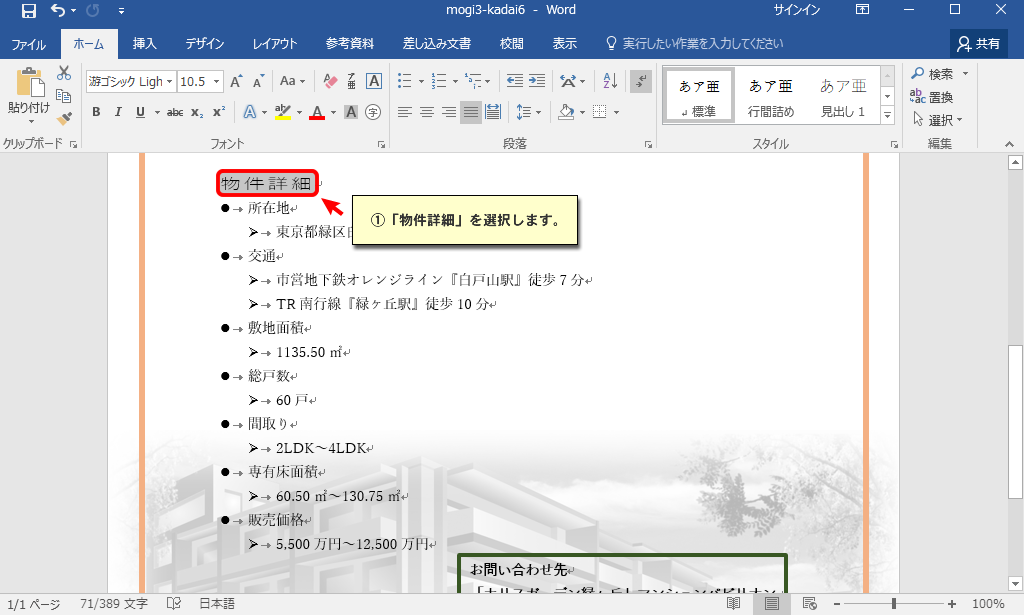 mogi3-kadai6 - Word
サインイン
ファイル ホーム 挿入 デザイン レイアウト 参考資料 差し込み文書 校閲 表示 実行したい作業を入力してください 共有
貼り付け
游ゴシック Ligh 10.5 A A Aa A
B I U abc x₂ x² A ab A A 字
あア亜 あア亜 あア亜
標準 行間詰め 見出し 1
検索
置換
選択
クリップボード フォント 段落 スタイル 編集
物件詳細
①「物件詳細」を選択します。
所在地
東京都緑区
交通
市営地下鉄オレンジライン『白戸山駅』徒歩 7 分
TR 南行線『緑ヶ丘駅』徒歩 10 分
敷地面積
1135.50 ㎡
総戸数
60 戸
間取り
2LDK～4LDK
専有床面積
60.50 ㎡～130.75 ㎡
販売価格
5,500 万円～12,500 万円
お問い合わせ先
1/1 ページ 71/389 文字 日本語 100%